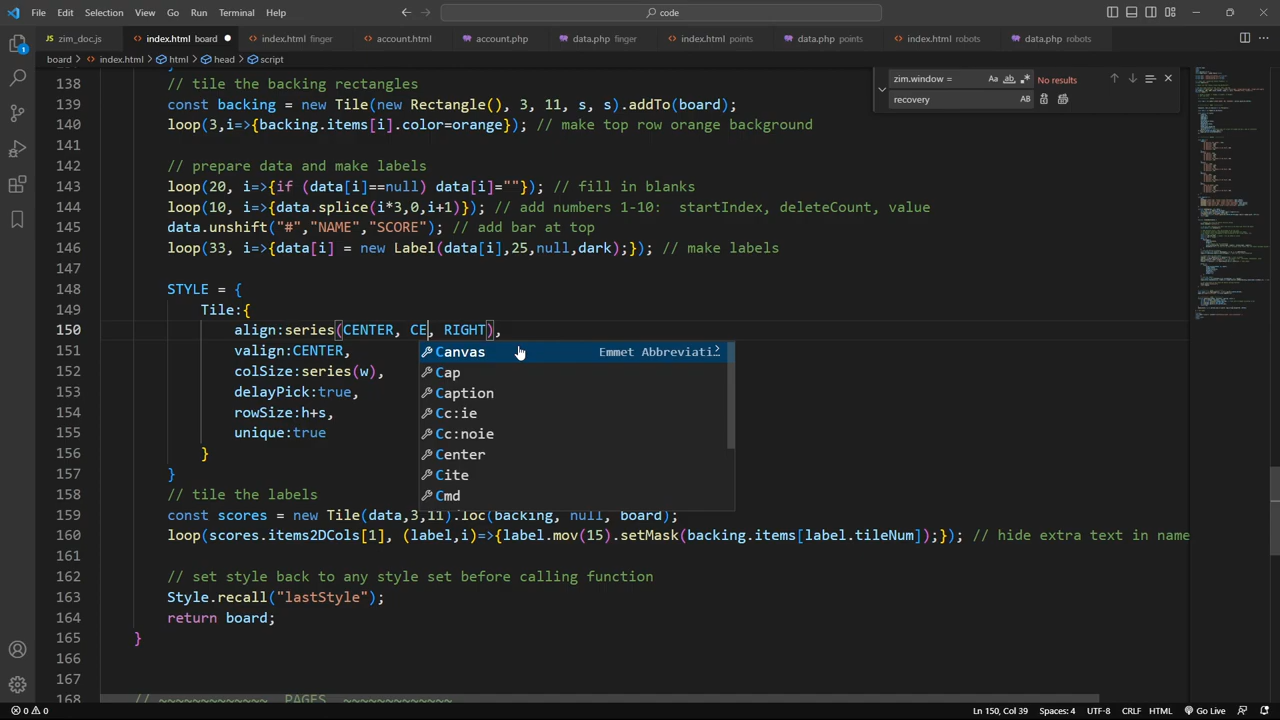 File Edit Selection View Go Run Terminal Help
code
zim_doc.js index.html board index.html finger account.html account.php data.php finger index.html points data.php points index.html robots data.php robots
board > index.html > html > head > script
zim.window = Aa ab No results
recovery AB
138 // tile the backing rectangles
139 const backing = new Tile(new Rectangle(), 3, 11, s, s).addTo(board);
140 loop(3,i=>{backing.items[i].color=orange}); // make top row orange background
141
142 // prepare data and make labels
143 loop(20, i=>{if (data[i]==null) data[i]=""}); // fill in blanks
144 loop(10, i=>{data.splice(i*3,0,i+1)}); // add numbers 1-10:  startIndex, deleteCount, value
145 data.unshift("#","NAME","SCORE"); // add bar at top
146 loop(33, i=>{data[i] = new Label(data[i],25,null,dark);}); // make labels
147
148 STYLE = {
149 Tile:{
150 align:series(CENTER, CE, RIGHT),
151 valign:CENTER,
152 colSize:series(w),
153 delayPick:true,
154 rowSize:h+s,
155 unique:true
156 }
157 }
158 // tile the labels
159 const scores = new Tile(data,3,11).loc(backing, null, board);
160 loop(scores.items2DCols[1], (label,i)=>{label.mov(15).setMask(backing.items[label.tileNum]);}); // hide extra text in name
161
162 // set style back to any style set before calling function
163 Style.recall("lastStyle");
164 return board;
165 }
166
167
168 // ~~~~~~~~~~~~ PAGES ~~~~~~~~~~~~
Canvas Emmet Abbreviati...
Cap
Caption
Cc:ie
Cc:noie
Center
Cite
Cmd
1
0 0 Ln 150, Col 39 Spaces: 4 UTF-8 CRLF HTML Go Live